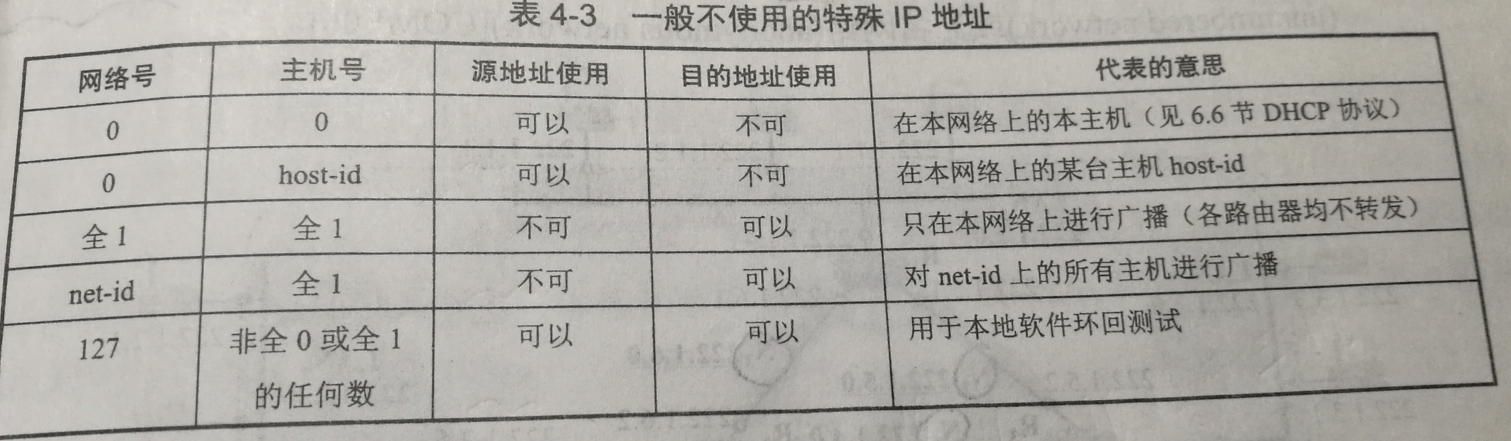 表 4-3 一般不使用的特殊 IP 地址
网络号 主机号 源地址使用 目的地址使用 代表的意思
0 0 可以 不可 在本网络上的本主机（见 6.6 节 DHCP 协议）
0 host-id 可以 不可 在本网络上的某台主机 host-id
全 1 全 1 不可 可以 只在本网络上进行广播（各路由器均不转发）
net-id 全 1 不可 可以 对 net-id 上的所有主机进行广播
127 非全 0 或全 1 可以 可以 用于本地软件环回测试
的任何数